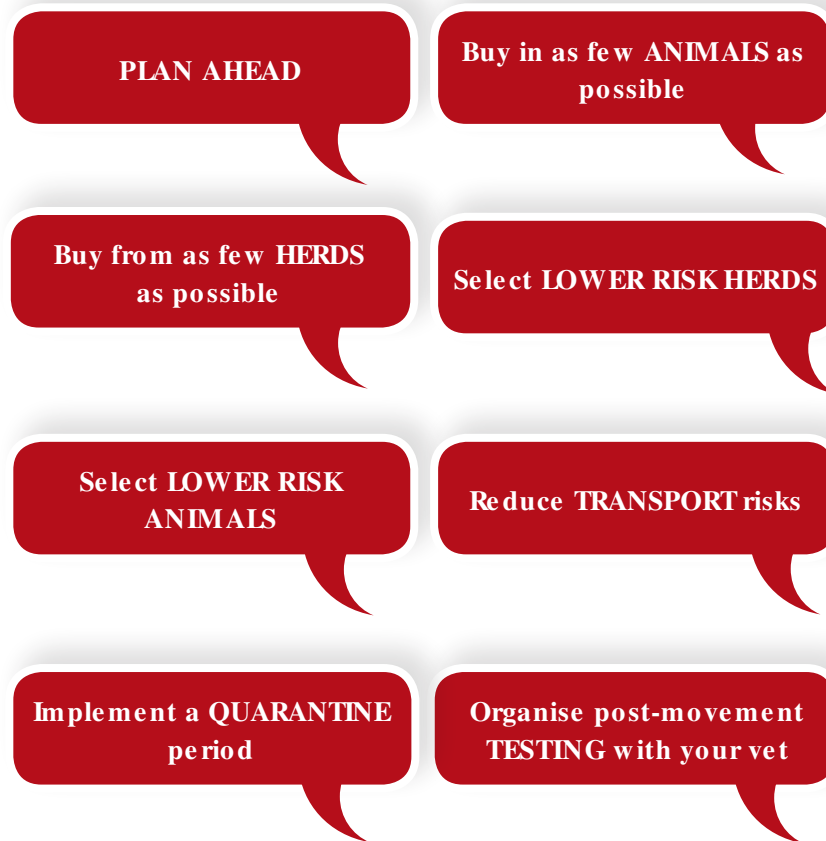 PLAN AHEAD
Buy in as few ANIMALS as
possible
Buy from as few HERDS
as possible
Select LOWER RISK HERDS
Select LOWER RISK
ANIMALS
Reduce TRANSPORT risks
Implement a QUARANTINE
period
Organise post-movement
TESTING with your vet